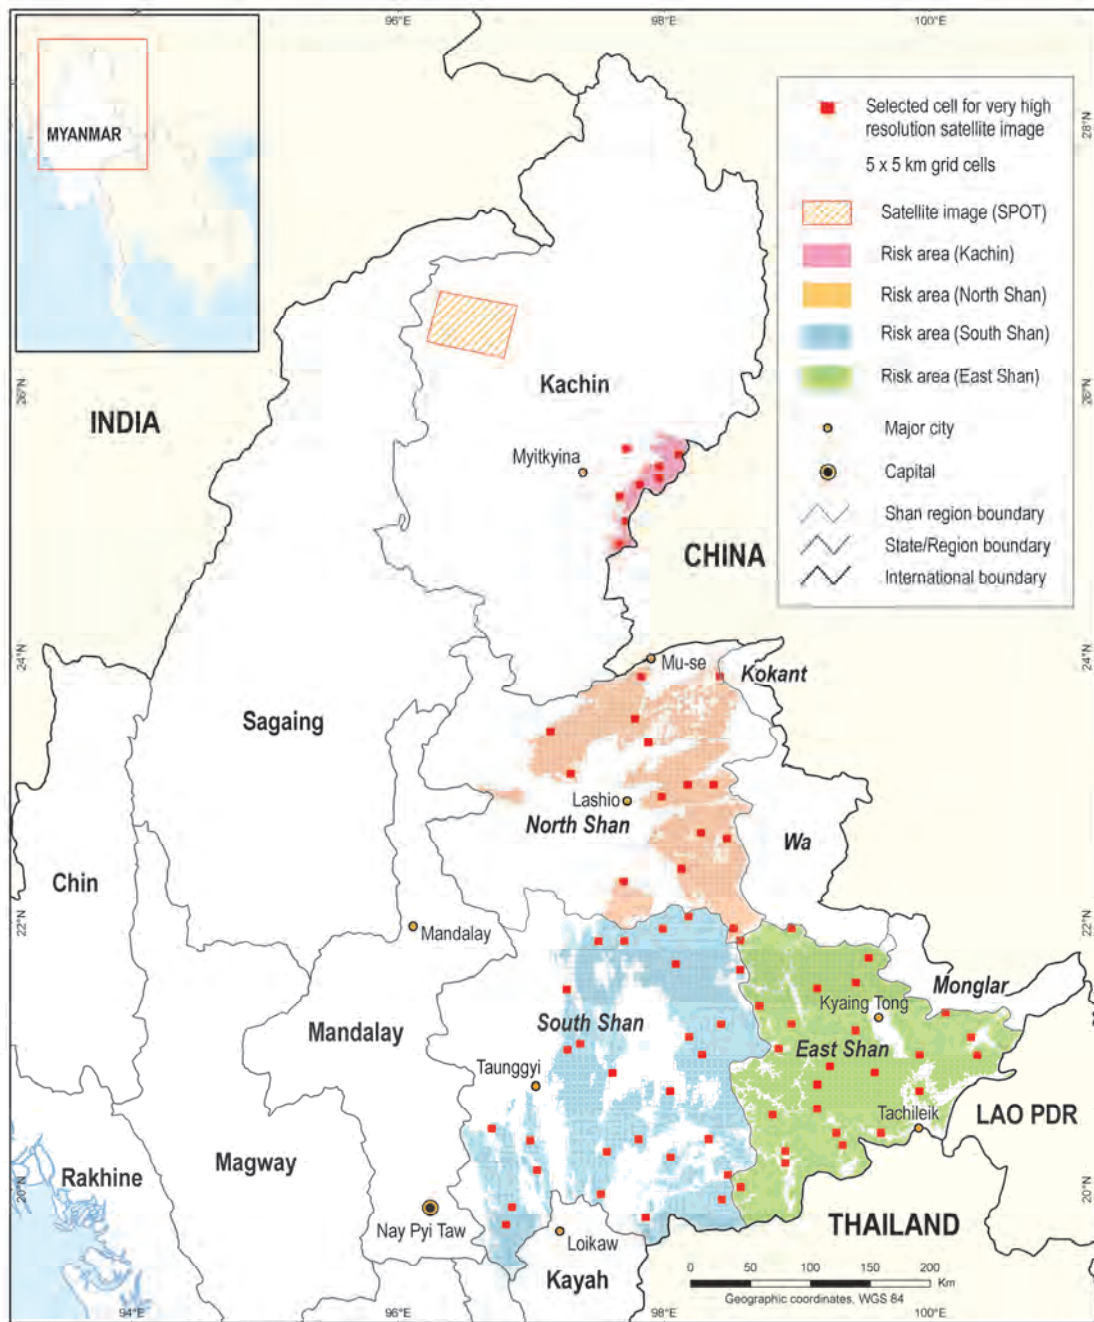 96°E
98°E
100°E
MYANMAR
Selected cell for very high
resolution satellite image
5 x 5 km grid cells
Satellite image (SPOT)
Risk area (Kachin)
Risk area (North Shan)
Risk area (South Shan)
Risk area (East Shan)
Major city
Capital
Shan region boundary
State/Region boundary
International boundary
28°N
28°N
26°N
26°N
INDIA
Kachin
Myitkyina
CHINA
24°N
24°N
Mu-se
Kokant
Sagaing
Lashio
North Shan
Wa
Chin
22°N
22°N
Mandalay
Monglar
Kyaing Tong
South Shan
Mandalay
East Shan
Taunggyi
Tachileik
LAO PDR
Magway
Rakhine
20°N
20°N
Nay Pyi Taw
Loikaw
THAILAND
Kayah
0 50 100 150 200
Km
Geographic coordinates, WGS 84
94°E
96°E
98°E
100°E